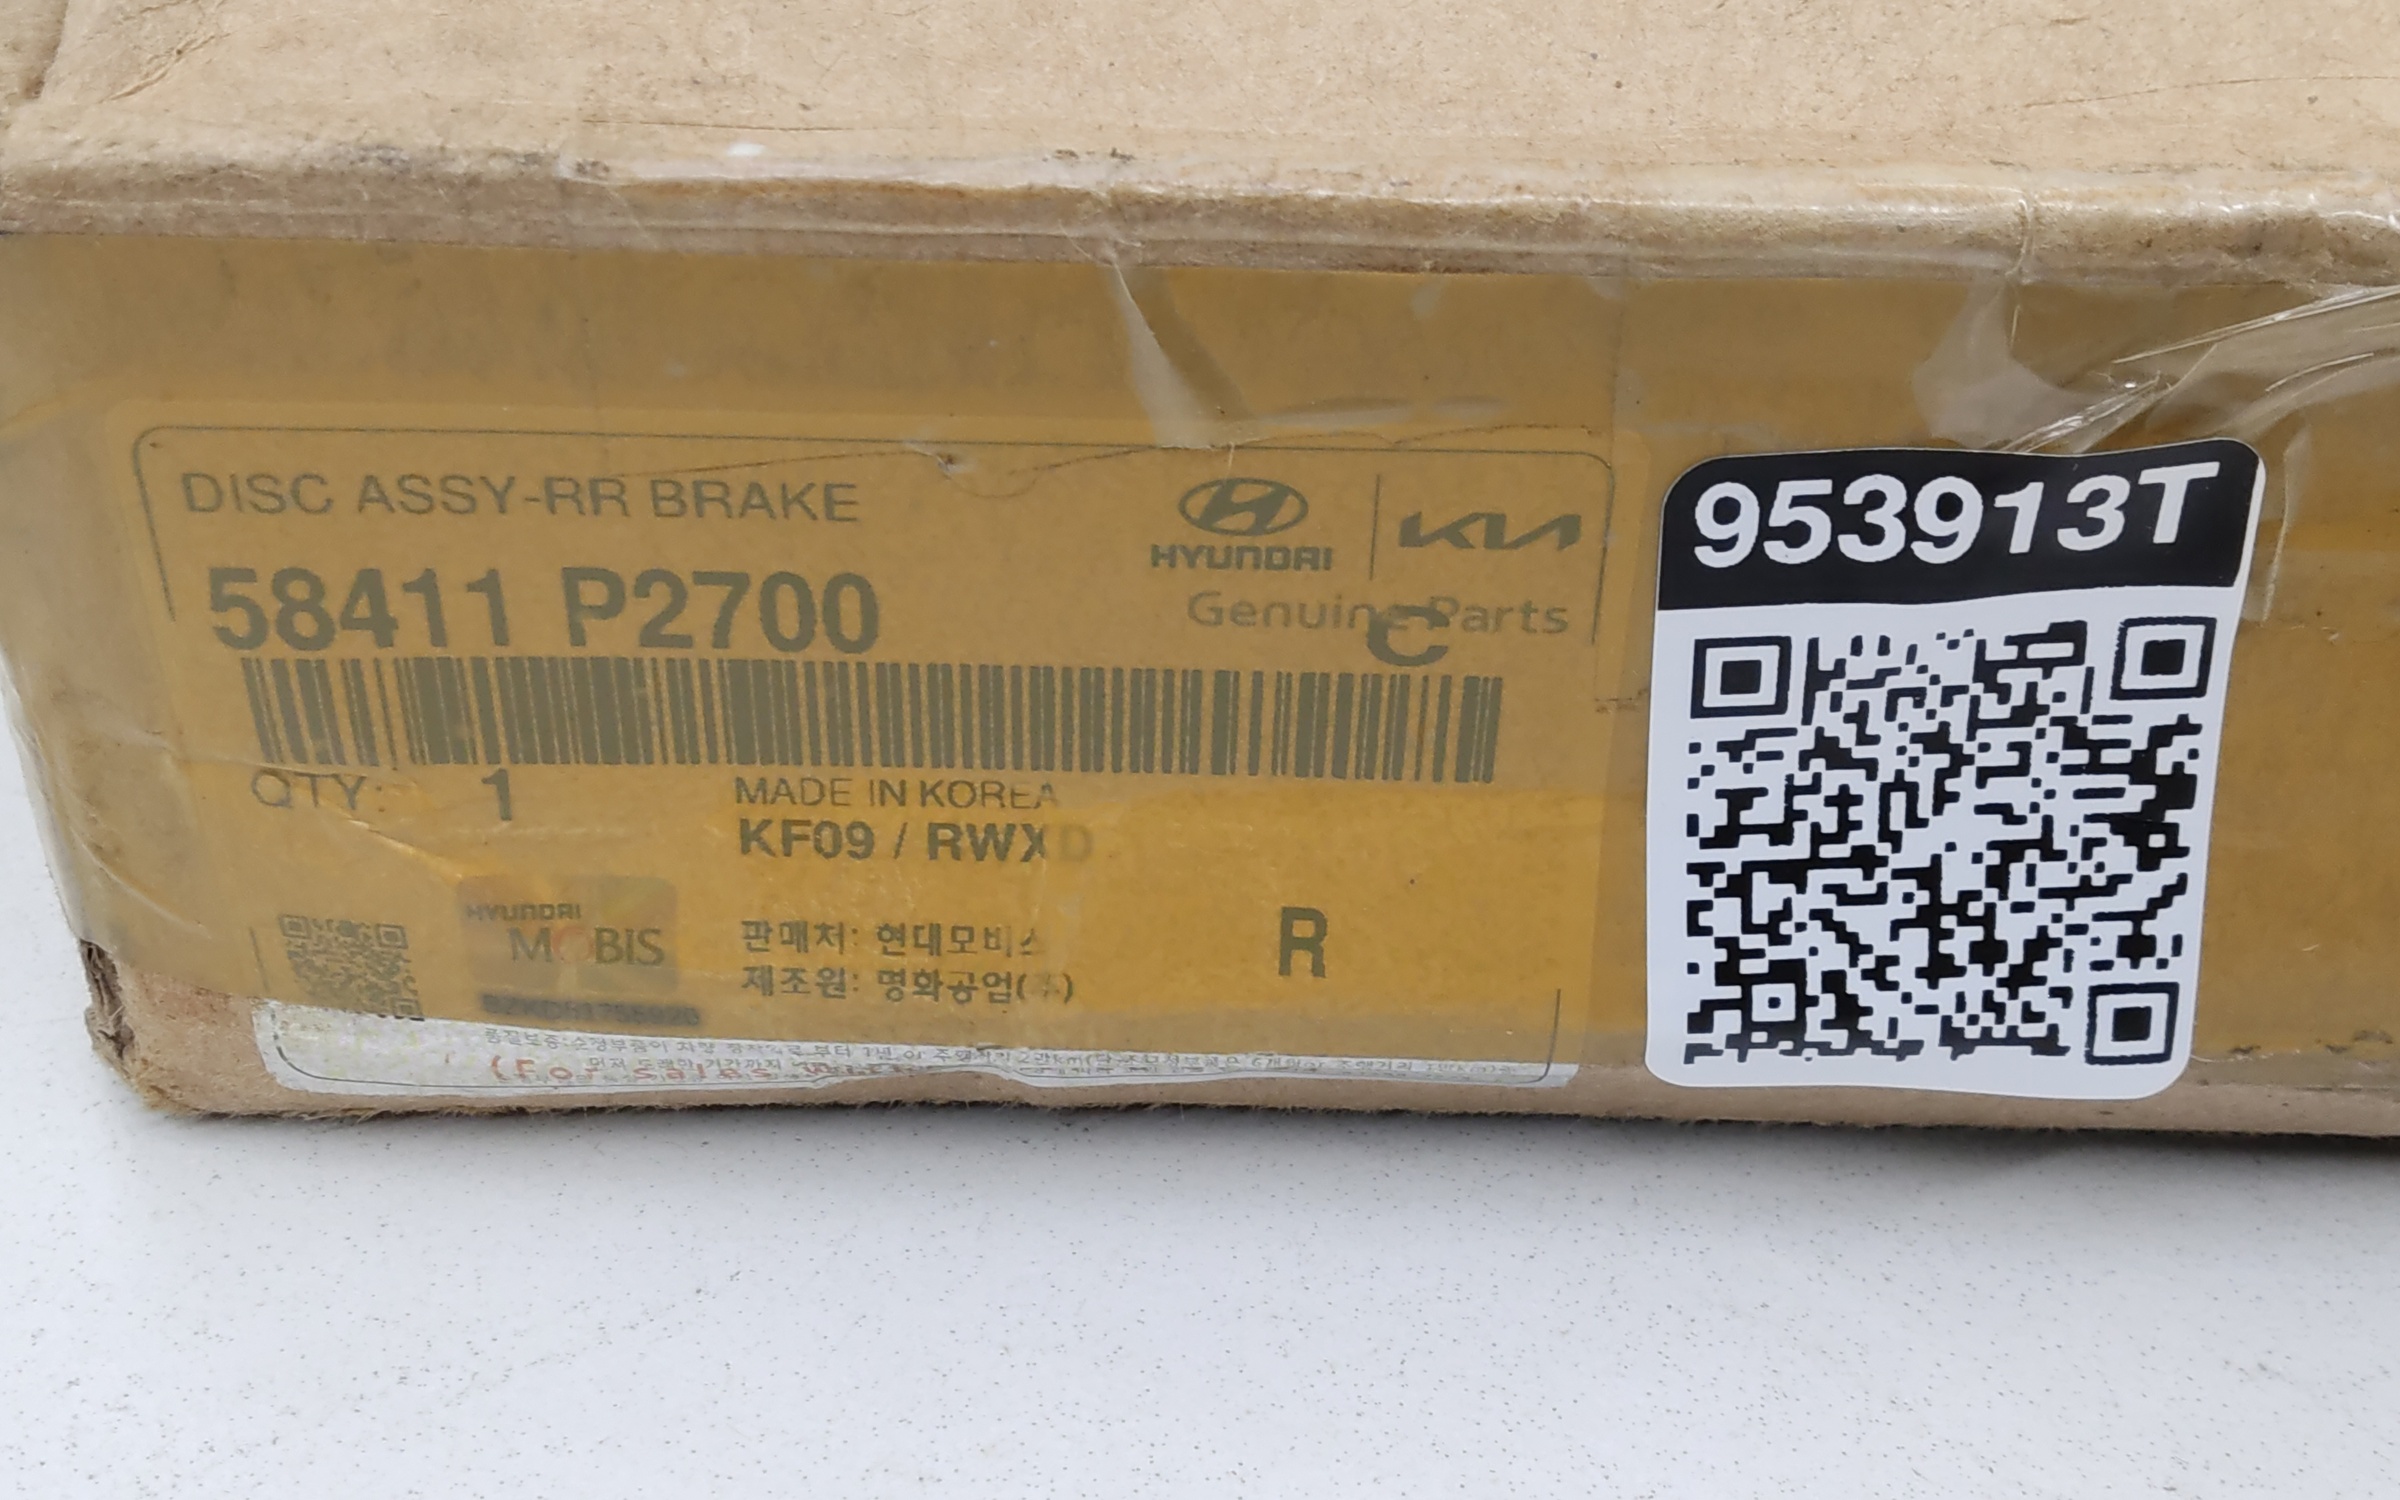 DISC ASSY-RR BRAKE
HYUNDAI
KIA
58411 P2700
Genuine Parts
C
QTY: 1
MADE IN KOREA
KF09 / RWXD
HYUNDAI
MOBIS
판매처: 현대모비스
제조원: 명화공업(주)
R
953913T